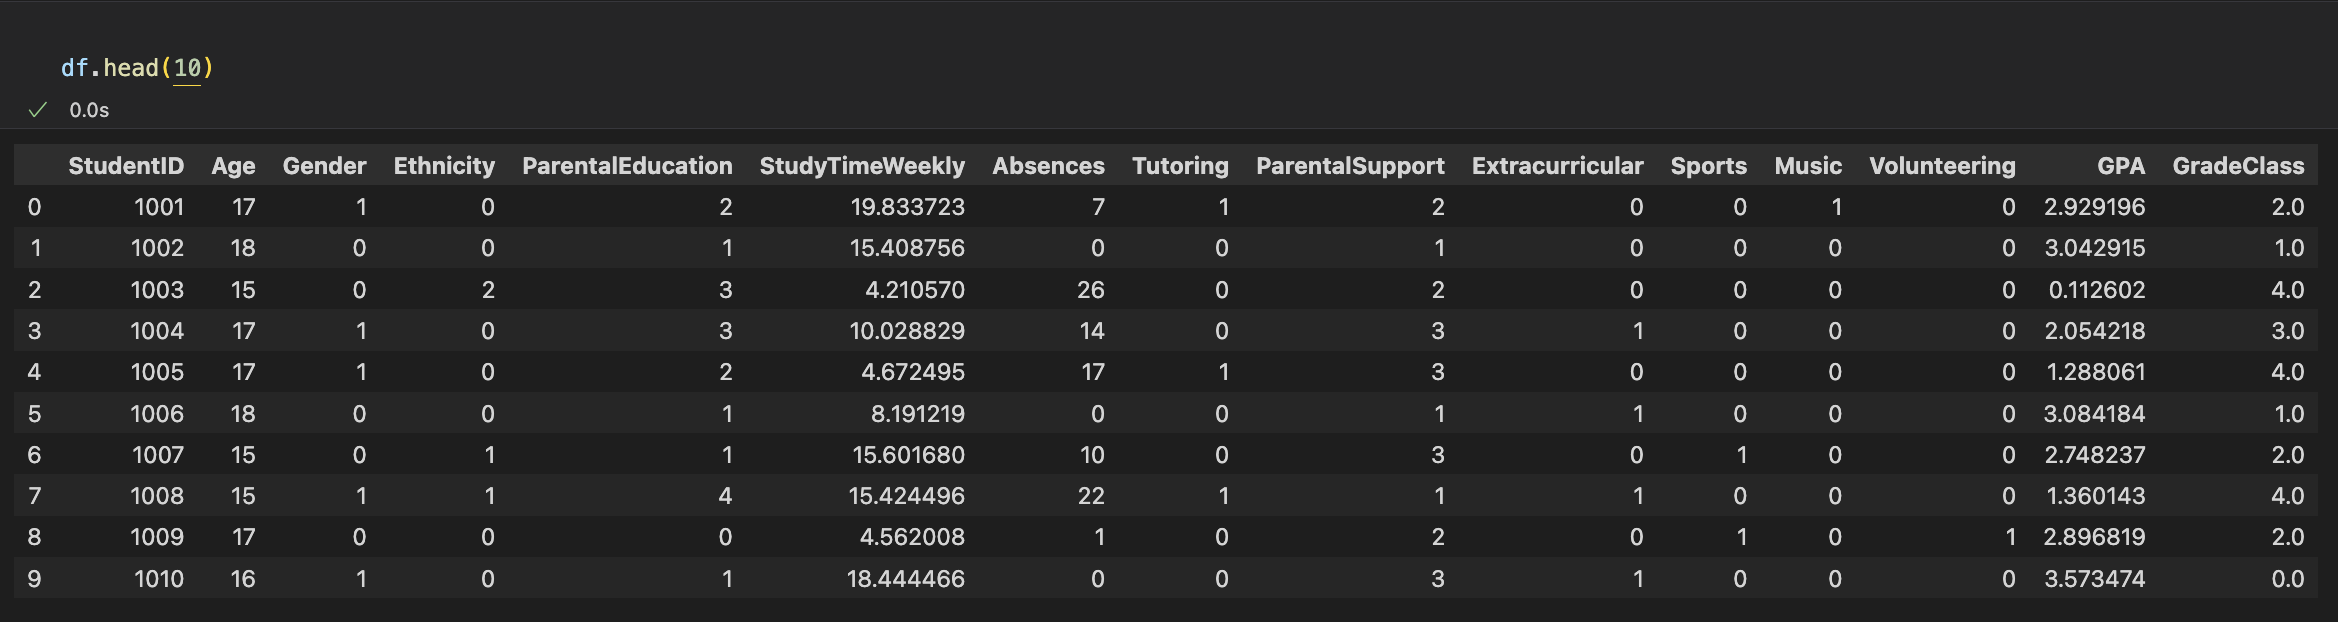 df.head(10)
0.0s
StudentID Age Gender Ethnicity ParentalEducation StudyTimeWeekly Absences Tutoring ParentalSupport Extracurricular Sports Music Volunteering GPA GradeClass
0 1001 17 1 0 2 19.833723 7 1 2 0 0 1 0 2.929196 2.0
1 1002 18 0 0 1 15.408756 0 0 1 0 0 0 0 3.042915 1.0
2 1003 15 0 2 3 4.210570 26 0 2 0 0 0 0 0.112602 4.0
3 1004 17 1 0 3 10.028829 14 0 3 1 0 0 0 2.054218 3.0
4 1005 17 1 0 2 4.672495 17 1 3 0 0 0 0 1.288061 4.0
5 1006 18 0 0 1 8.191219 0 0 1 1 0 0 0 3.084184 1.0
6 1007 15 0 1 1 15.601680 10 0 3 0 1 0 0 2.748237 2.0
7 1008 15 1 1 4 15.424496 22 1 1 1 0 0 0 1.360143 4.0
8 1009 17 0 0 0 4.562008 1 0 2 0 1 0 1 2.896819 2.0
9 1010 16 1 0 1 18.444466 0 0 3 1 0 0 0 3.573474 0.0